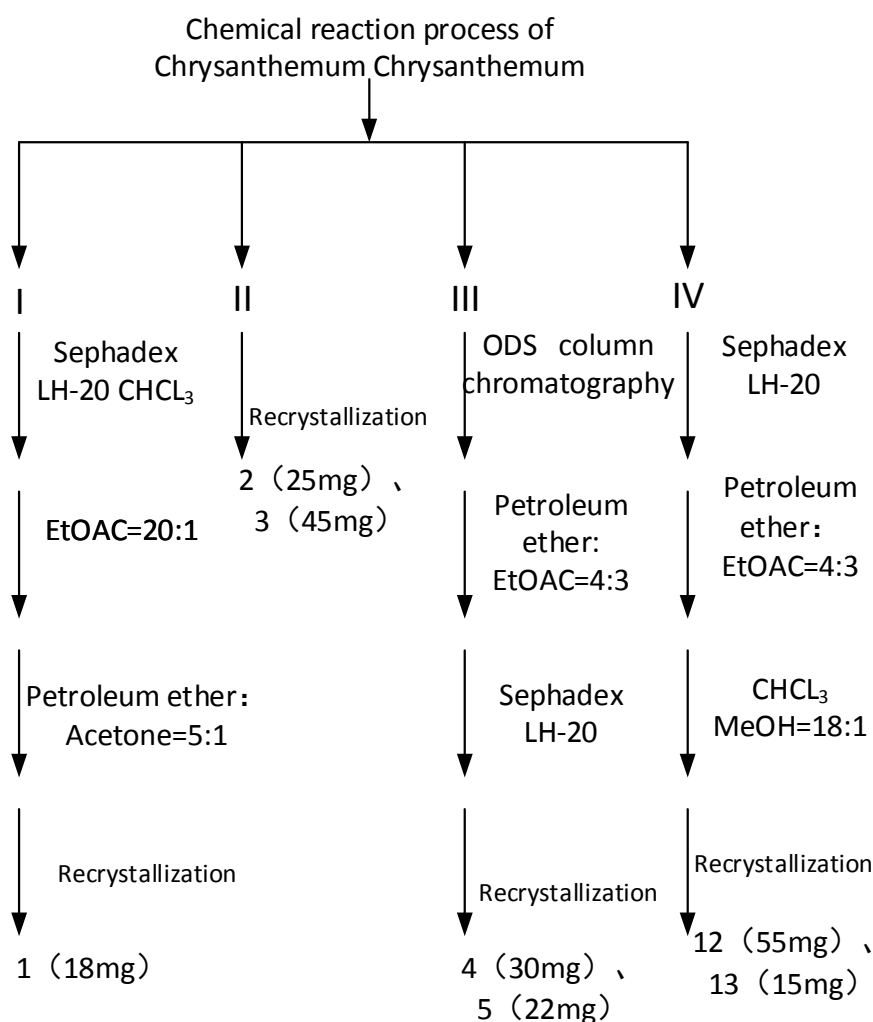 Chemical reaction process of
Chrysanthemum Chrysanthemum
I
II
III
IV
Sephadex
LH-20 CHCL₃
EtOAC=20:1
Petroleum ether：
Acetone=5:1
Recrystallization
1（18mg）
Recrystallization
2（25mg）、
3（45mg）
ODS column
chromatography
Petroleum
ether:
EtOAC=4:3
Sephadex
LH-20
Recrystallization
4（30mg）、
5（22mg）
Sephadex
LH-20
Petroleum
ether：
EtOAC=4:3
CHCL₃
MeOH=18:1
Recrystallization
12（55mg）、
13（15mg）